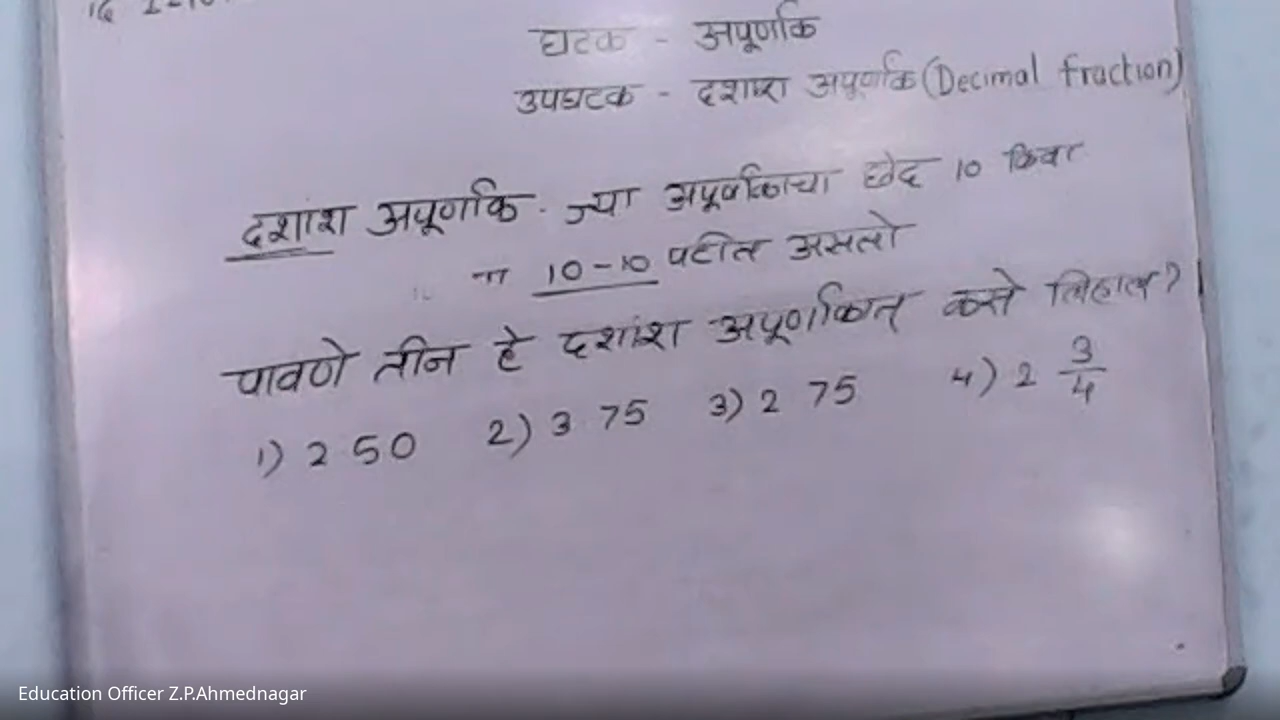 घटक - अपूर्णांक
उपघटक - दशांश अपूर्णांक (Decimal fraction)
दशांश अपूर्णांक - ज्या अपूर्णांकाचा छेद 10 किंवा
10-10 पटीत असतो
पावणे तीन हे दशांश अपूर्णांकात कसे लिहाल?
1) 2.50 2) 3.75 3) 2.75 4) 2 3/4
Education Officer Z.P.Ahmednagar